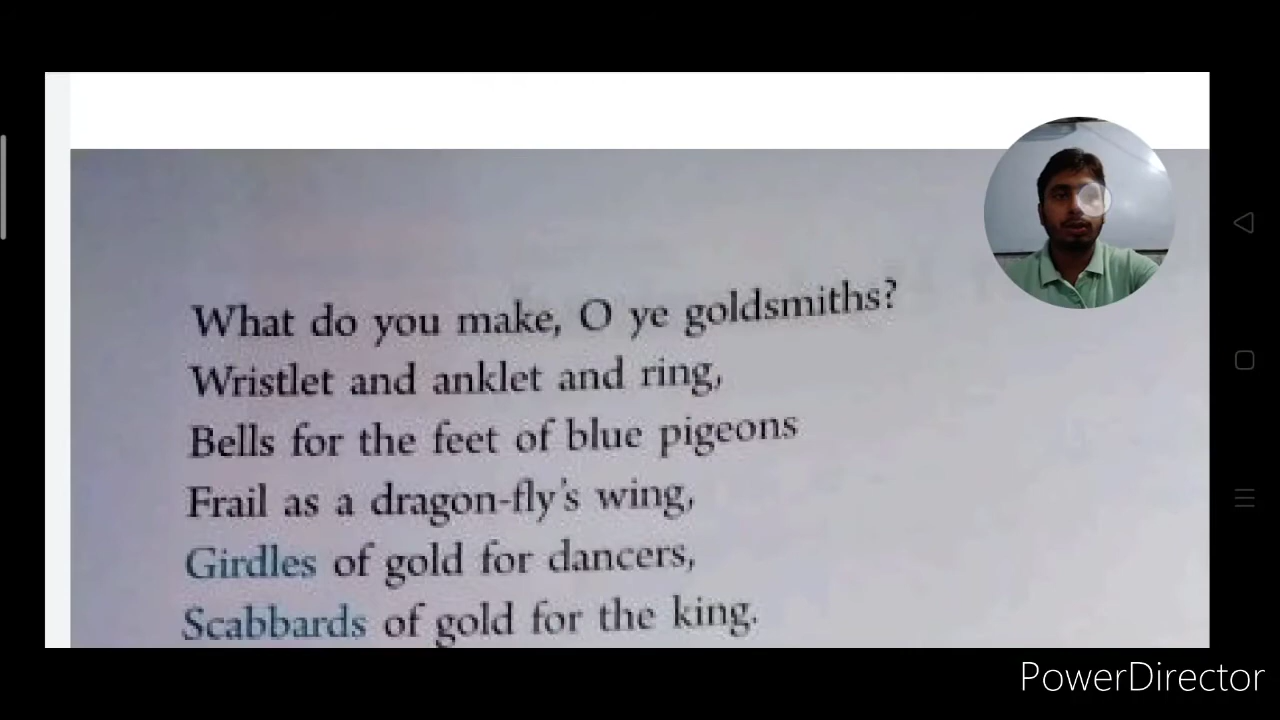 What do you make, O ye goldsmiths?
Wristlet and anklet and ring,
Bells for the feet of blue pigeons
Frail as a dragon-fly's wing,
Girdles of gold for dancers,
Scabbards of gold for the king.
PowerDirector